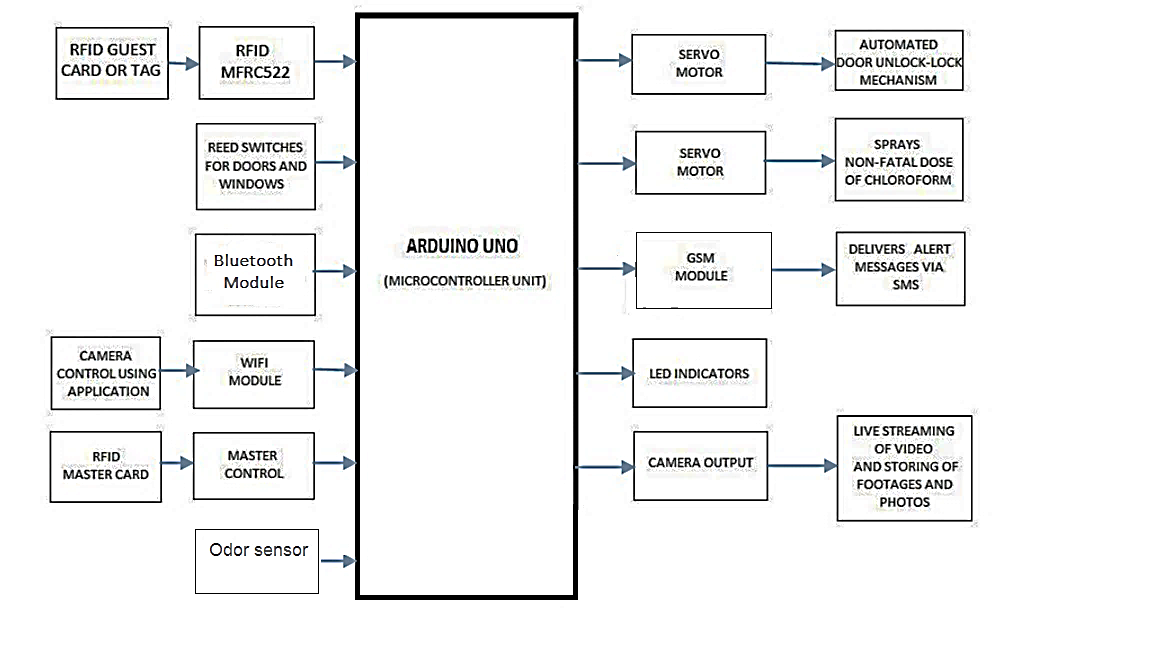 RFID GUEST
CARD OR TAG
RFID
MFRC522
REED SWITCHES
FOR DOORS AND
WINDOWS
Bluetooth
Module
CAMERA
CONTROL USING
APPLICATION
WIFI
MODULE
RFID
MASTER CARD
MASTER
CONTROL
Odor sensor
ARDUINO UNO
(MICROCONTROLLER UNIT)
SERVO
MOTOR
AUTOMATED
DOOR UNLOCK-LOCK
MECHANISM
SERVO
MOTOR
SPRAYS
NON-FATAL DOSE
OF CHLOROFORM
GSM
MODULE
DELIVERS ALERT
MESSAGES VIA
SMS
LED INDICATORS
CAMERA OUTPUT
LIVE STREAMING
OF VIDEO
AND STORING OF
FOOTAGES AND
PHOTOS